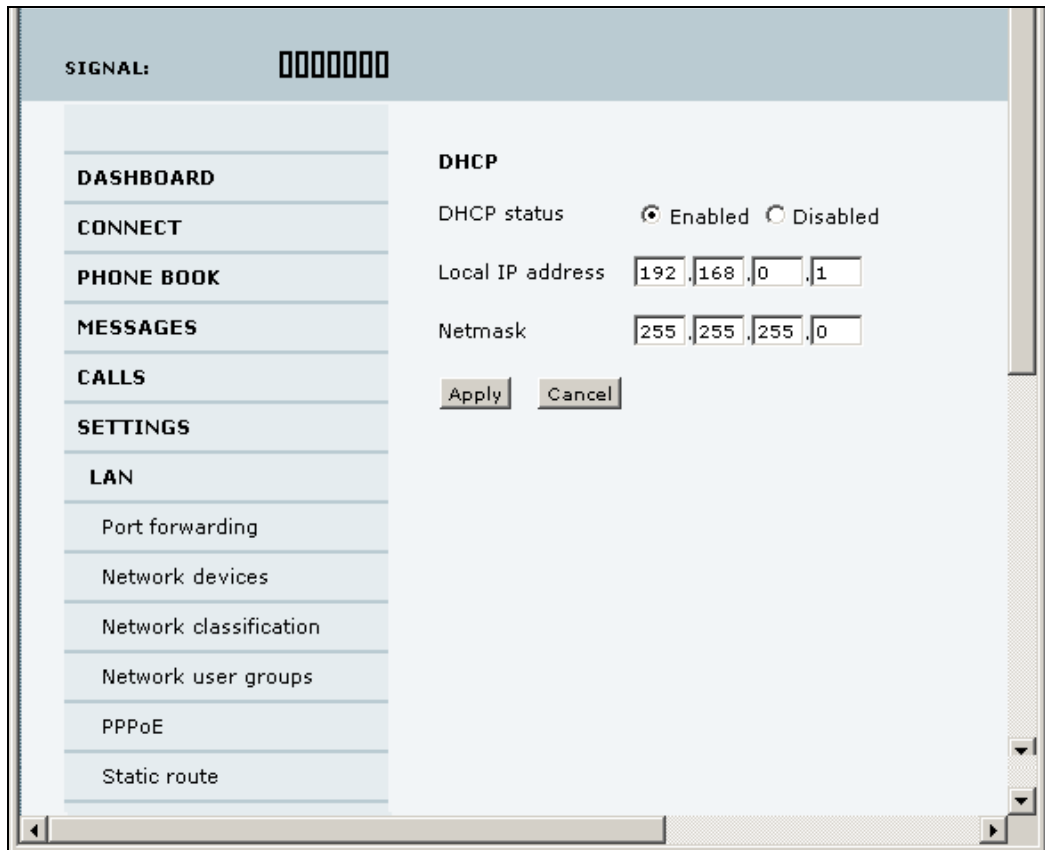 SIGNAL:
DASHBOARD
CONNECT
PHONE BOOK
MESSAGES
CALLS
SETTINGS
LAN
Port forwarding
Network devices
Network classification
Network user groups
PPPoE
Static route
DHCP
DHCP status Enabled Disabled
Local IP address 192.168.0.1
Netmask 255.255.255.0
Apply Cancel